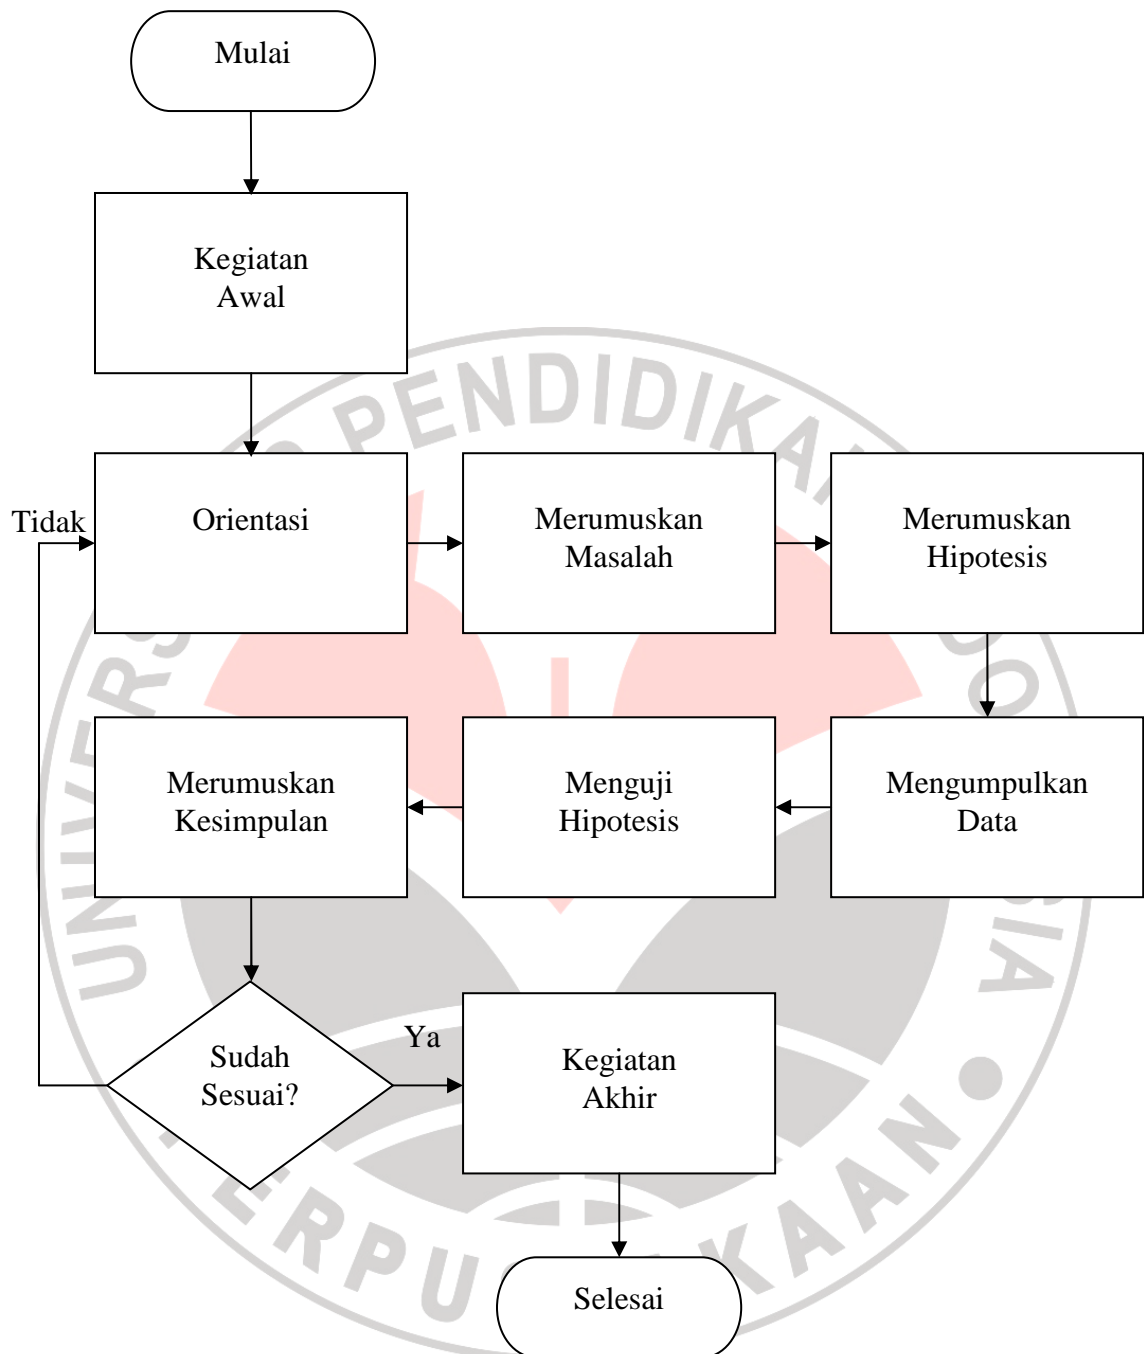 Mulai
Kegiatan
Awal
Tidak
Orientasi
Merumuskan
Masalah
Merumuskan
Hipotesis
Merumuskan
Kesimpulan
Menguji
Hipotesis
Mengumpulkan
Data
Sudah
Sesuai?
Ya
Kegiatan
Akhir
Selesai
PENDIDIKAN